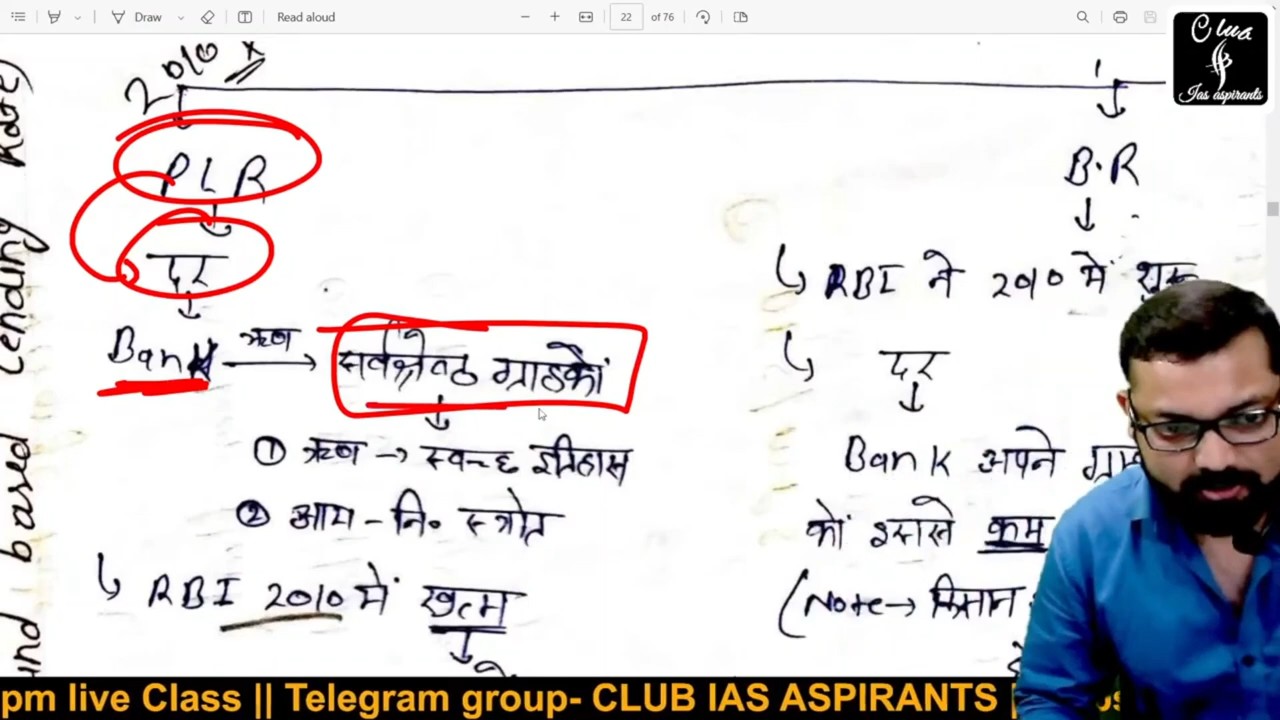 Draw
Read aloud
22 of 76
Club
Ias aspirants
2010
PLR
दर
Bank ऋण सर्वश्रेष्ठ ग्राहकों
① ऋण → स्वच्छ इतिहास
② आय - नि० स्त्रोत
RBI 2010 में खत्म
B.R
RBI ने 2010 में शुरू
दर
Bank अपने
को इससे कम
(Note → किसान
und based Lending Rate)
pm live Class || Telegram group- CLUB IAS ASPIRANTS